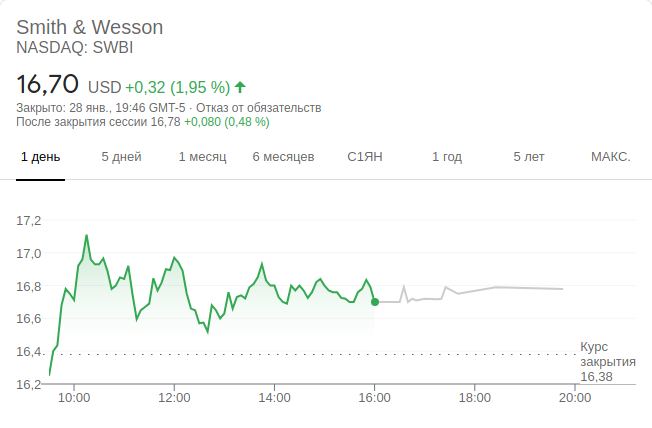 Smith & Wesson
NASDAQ: SWBI
16,70 USD +0,32 (1,95 %)
Закрыто: 28 янв., 19:46 GMT-5 · Отказ от обязательств
После закрытия сессии 16,78 +0,080 (0,48 %)
1 день 5 дней 1 месяц 6 месяцев С1ЯН 1 год 5 лет МАКС.
17,2
17,0
16,8
16,6
16,4
16,2
Курс
закрытия
16,38
10:00 12:00 14:00 16:00 18:00 20:00